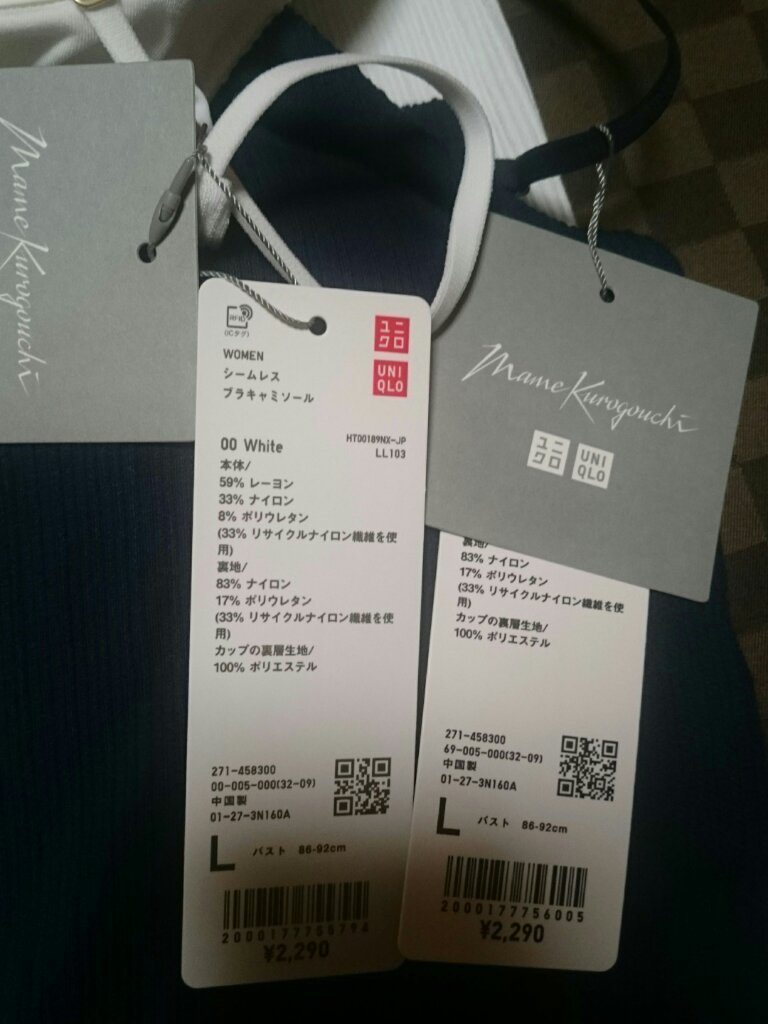 Mame Kurogouchi
RFID
(ICタグ)
ユニ
クロ
UNI
QLO
WOMEN
シームレス
ブラキャミソール
00 White
HT00189NX-JP
LL103
本体/
59% レーヨン
33% ナイロン
8% ポリウレタン
(33% リサイクルナイロン繊維を使
用)
裏地/
83% ナイロン
17% ポリウレタン
(33% リサイクルナイロン繊維を使
用)
カップの裏層生地/
100% ポリエステル
271-458300
00-005-000(32-09)
中国製
01-27-3N160A
L バスト 86-92cm
¥2,290
Mame Kurogouchi
ユニ
クロ
UNI
QLO
裏地/
83% ナイロン
17% ポリウレタン
(33% リサイクルナイロン繊維を使
用)
カップの裏層生地/
100% ポリエステル
271-458300
69-005-000(32-09)
中国製
01-27-3N160A
L バスト 86-92cm
2000177756005
¥2,290